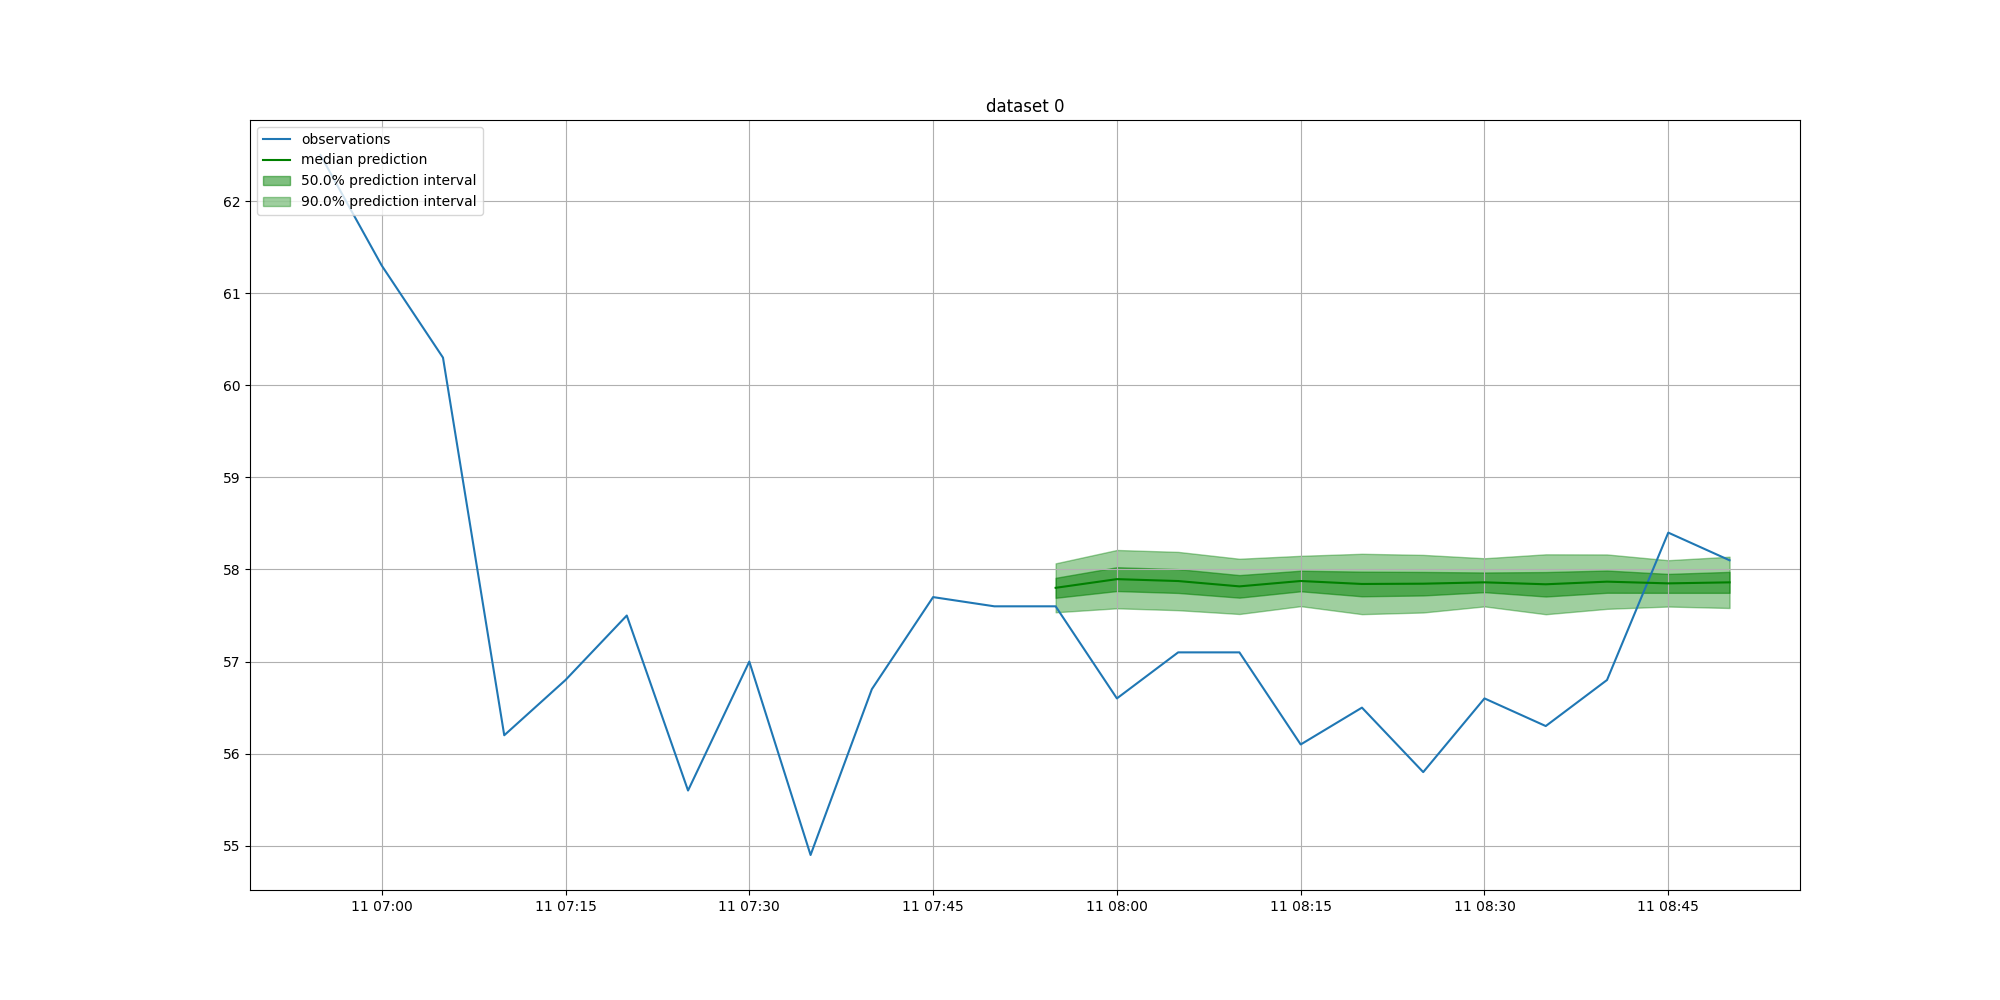 dataset 0
observations
median prediction
50.0% prediction interval
90.0% prediction interval
62
61
60
59
58
57
56
55
11 07:00 11 07:15 11 07:30 11 07:45 11 08:00 11 08:15 11 08:30 11 08:45